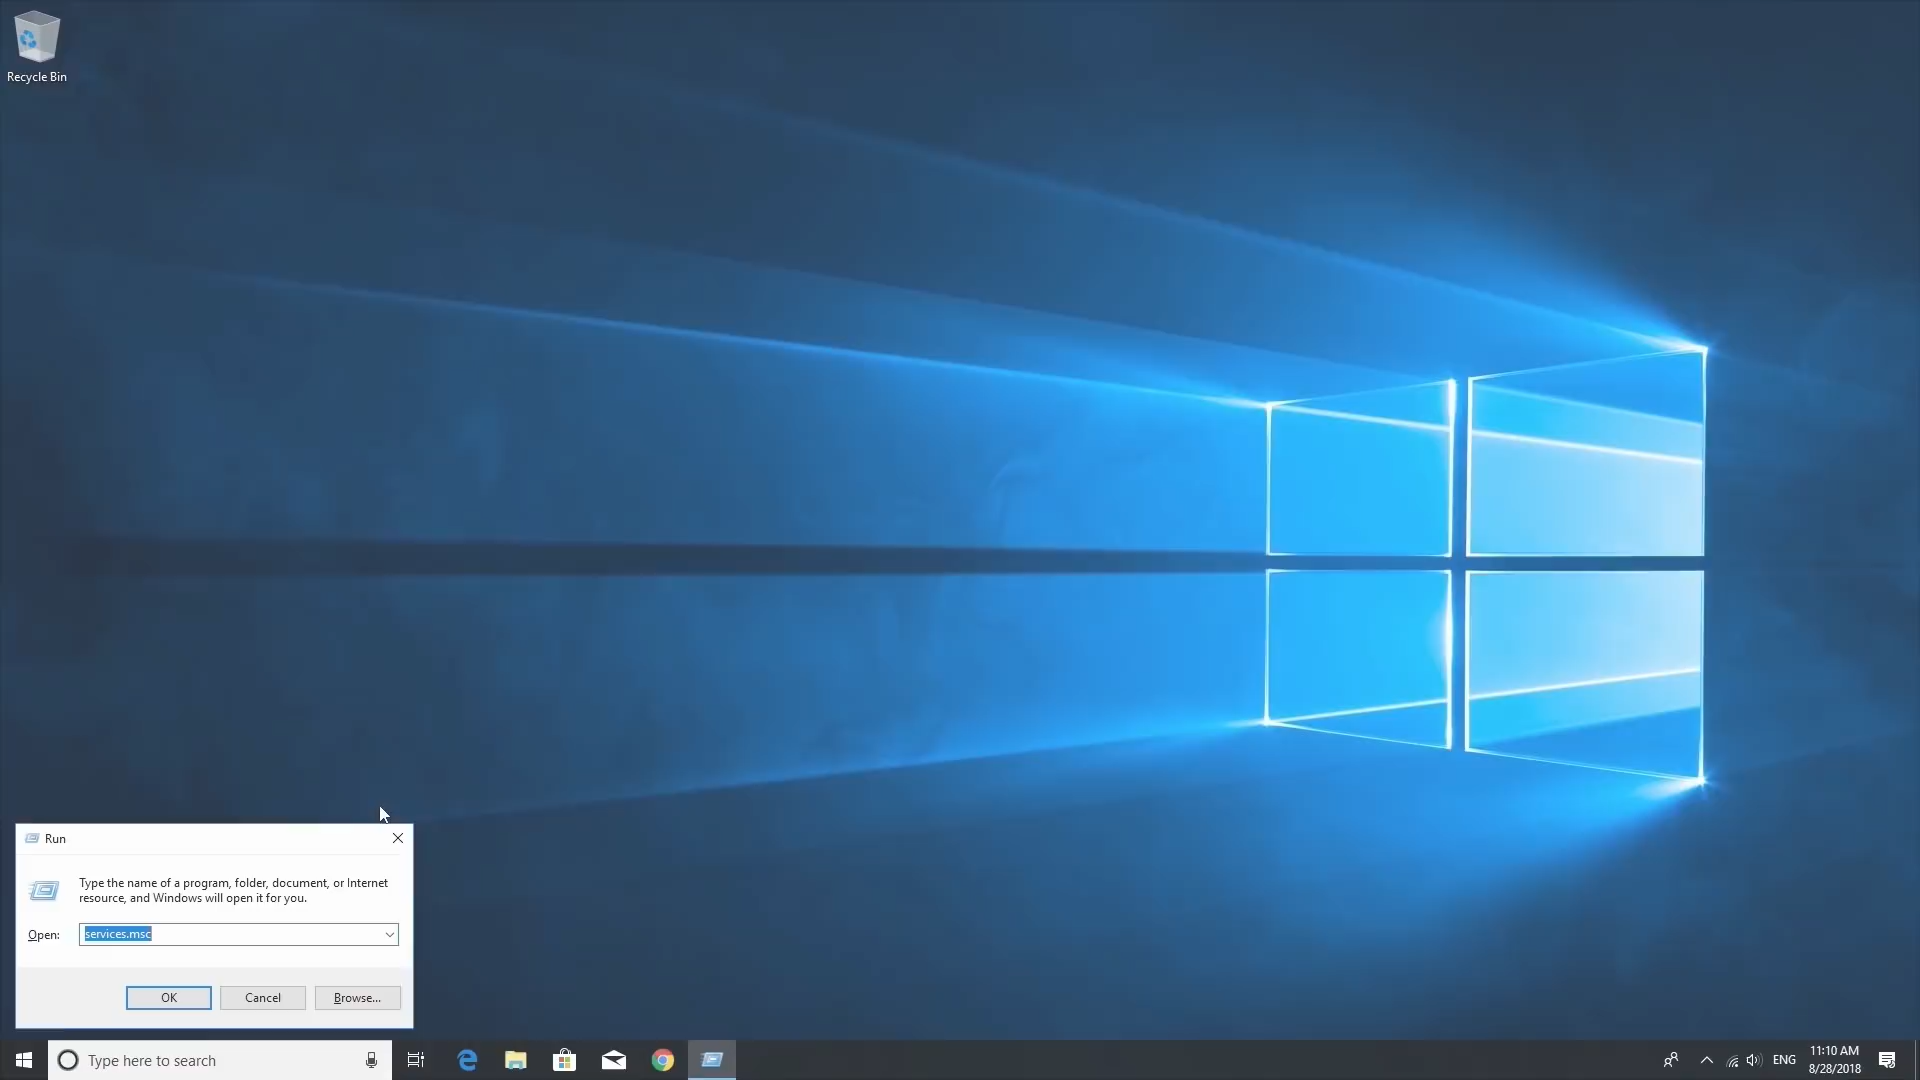 Recycle Bin
Run
Type the name of a program, folder, document, or Internet
resource, and Windows will open it for you.
Open:
services.msc
OK
Cancel
Browse...
Type here to search
ENG
11:10 AM
8/28/2018